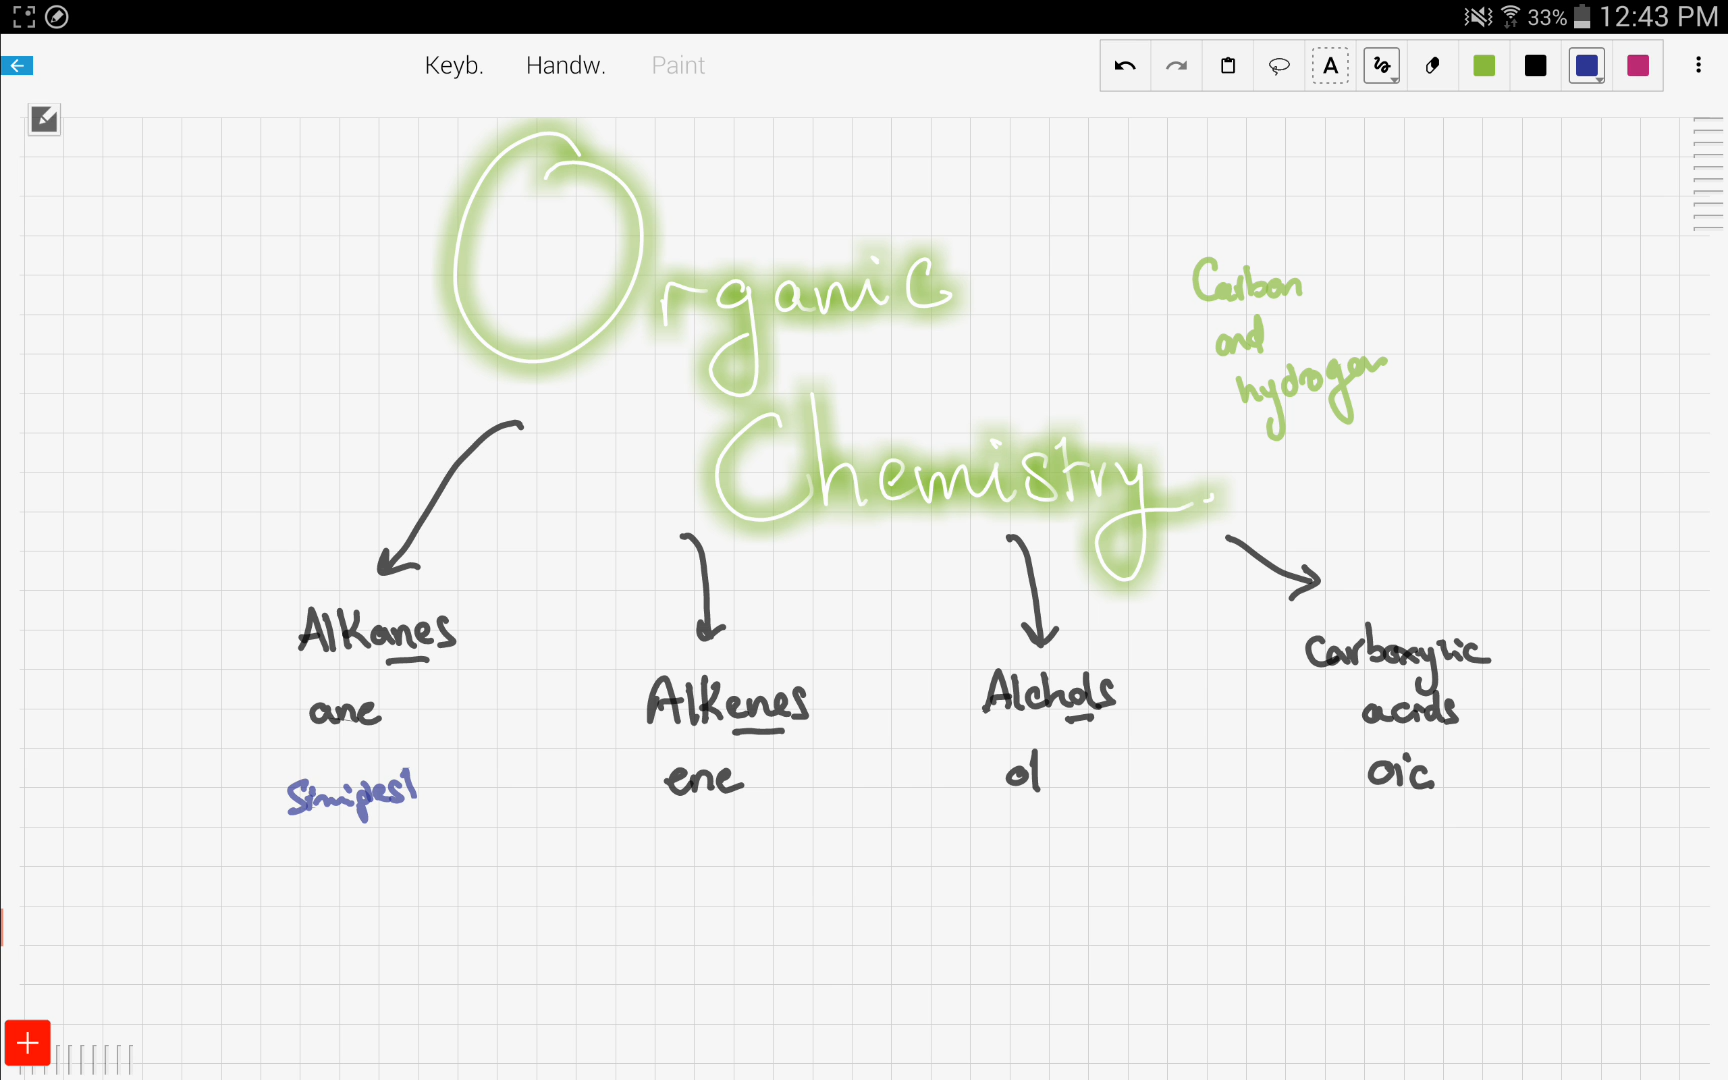 33% 12:43 PM
Keyb. Handw. Paint
A
Organic
Chemistry.
Carbon
and
hydrogen
Alkanes
ane
Simplest
Alkenes
ene
Alchols
ol
Carboxylic
acids
oic